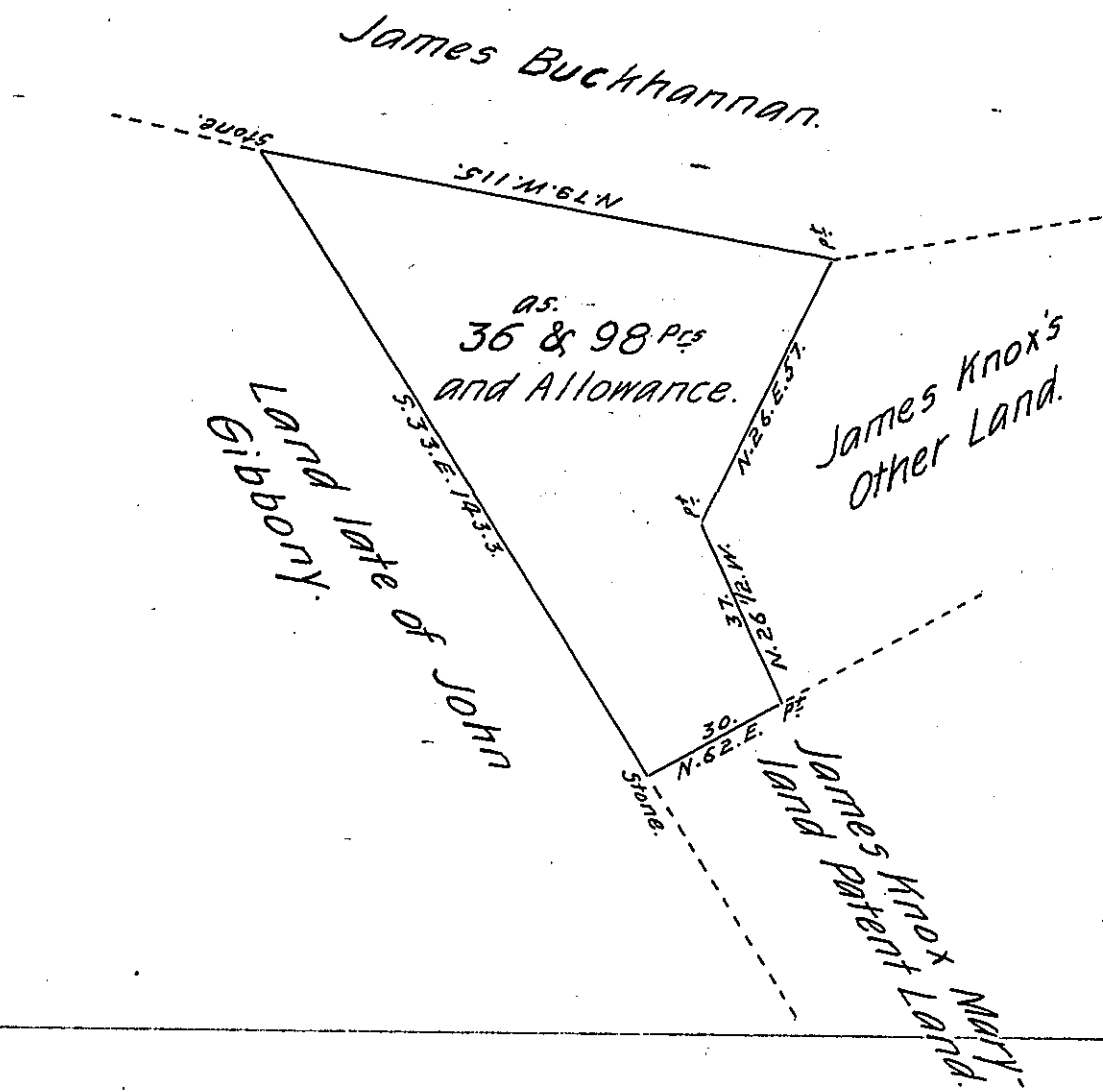 James Buckhannan.
Stone.
N.79.W.115.
Pt
as.
36 & 98 Prs
and Allowance.
N.26.E.57.
James Knox's
Other Land.
S.33.E.143.3.
Land late of John
Gibbony.
Pt
N.26 1/2.W.
37.
Pt
30.
N.62.E.
Stone.
James Knox Mary-
land Patent Land